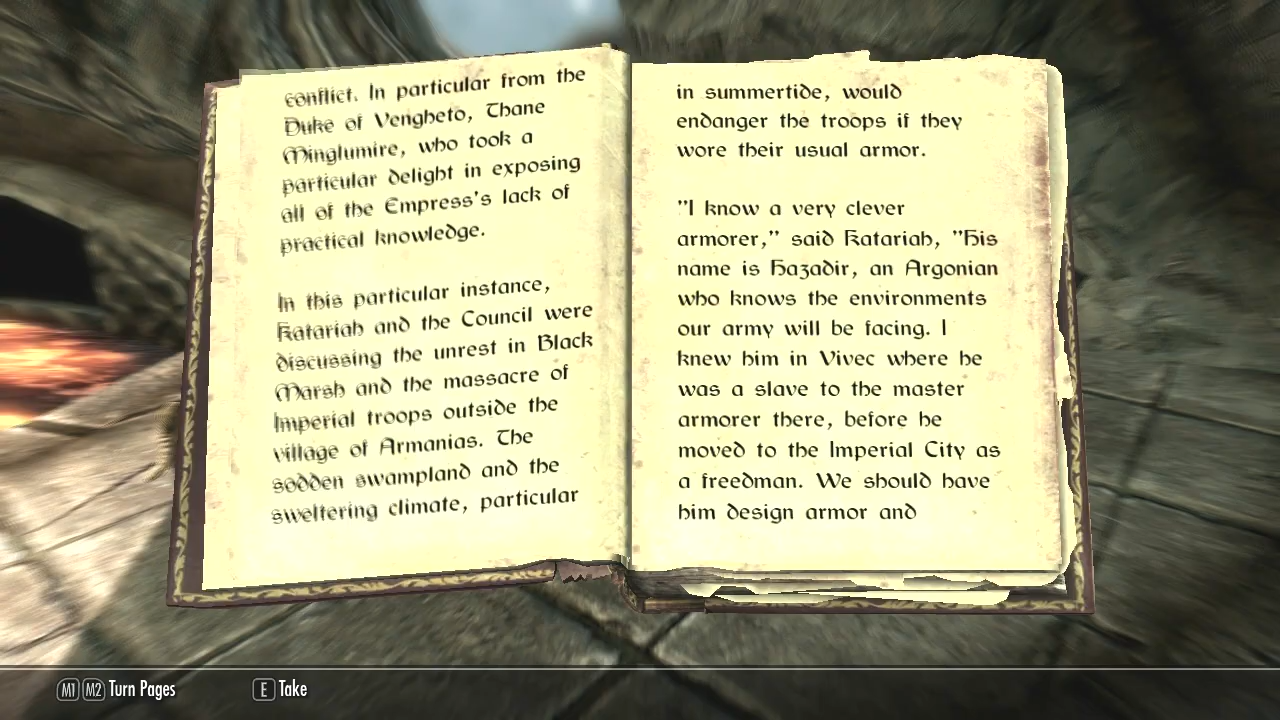 conflict. In particular from the
Duke of Vengheto, Thane
Minglumire, who took a
particular delight in exposing
all of the Empress's lack of
practical knowledge.
In this particular instance,
Katariah and the Council were
discussing the unrest in Black
Marsh and the massacre of
Imperial troops outside the
village of Armanias. The
sodden swampland and the
sweltering climate, particular
in summertide, would
endanger the troops if they
wore their usual armor.
"I know a very clever
armorer," said Katariah, "His
name is Hazadir, an Argonian
who knows the environments
our army will be facing. I
knew him in Vivec where he
was a slave to the master
armorer there, before he
moved to the Imperial City as
a freedman. We should have
him design armor and
M1 M2 Turn Pages
E Take